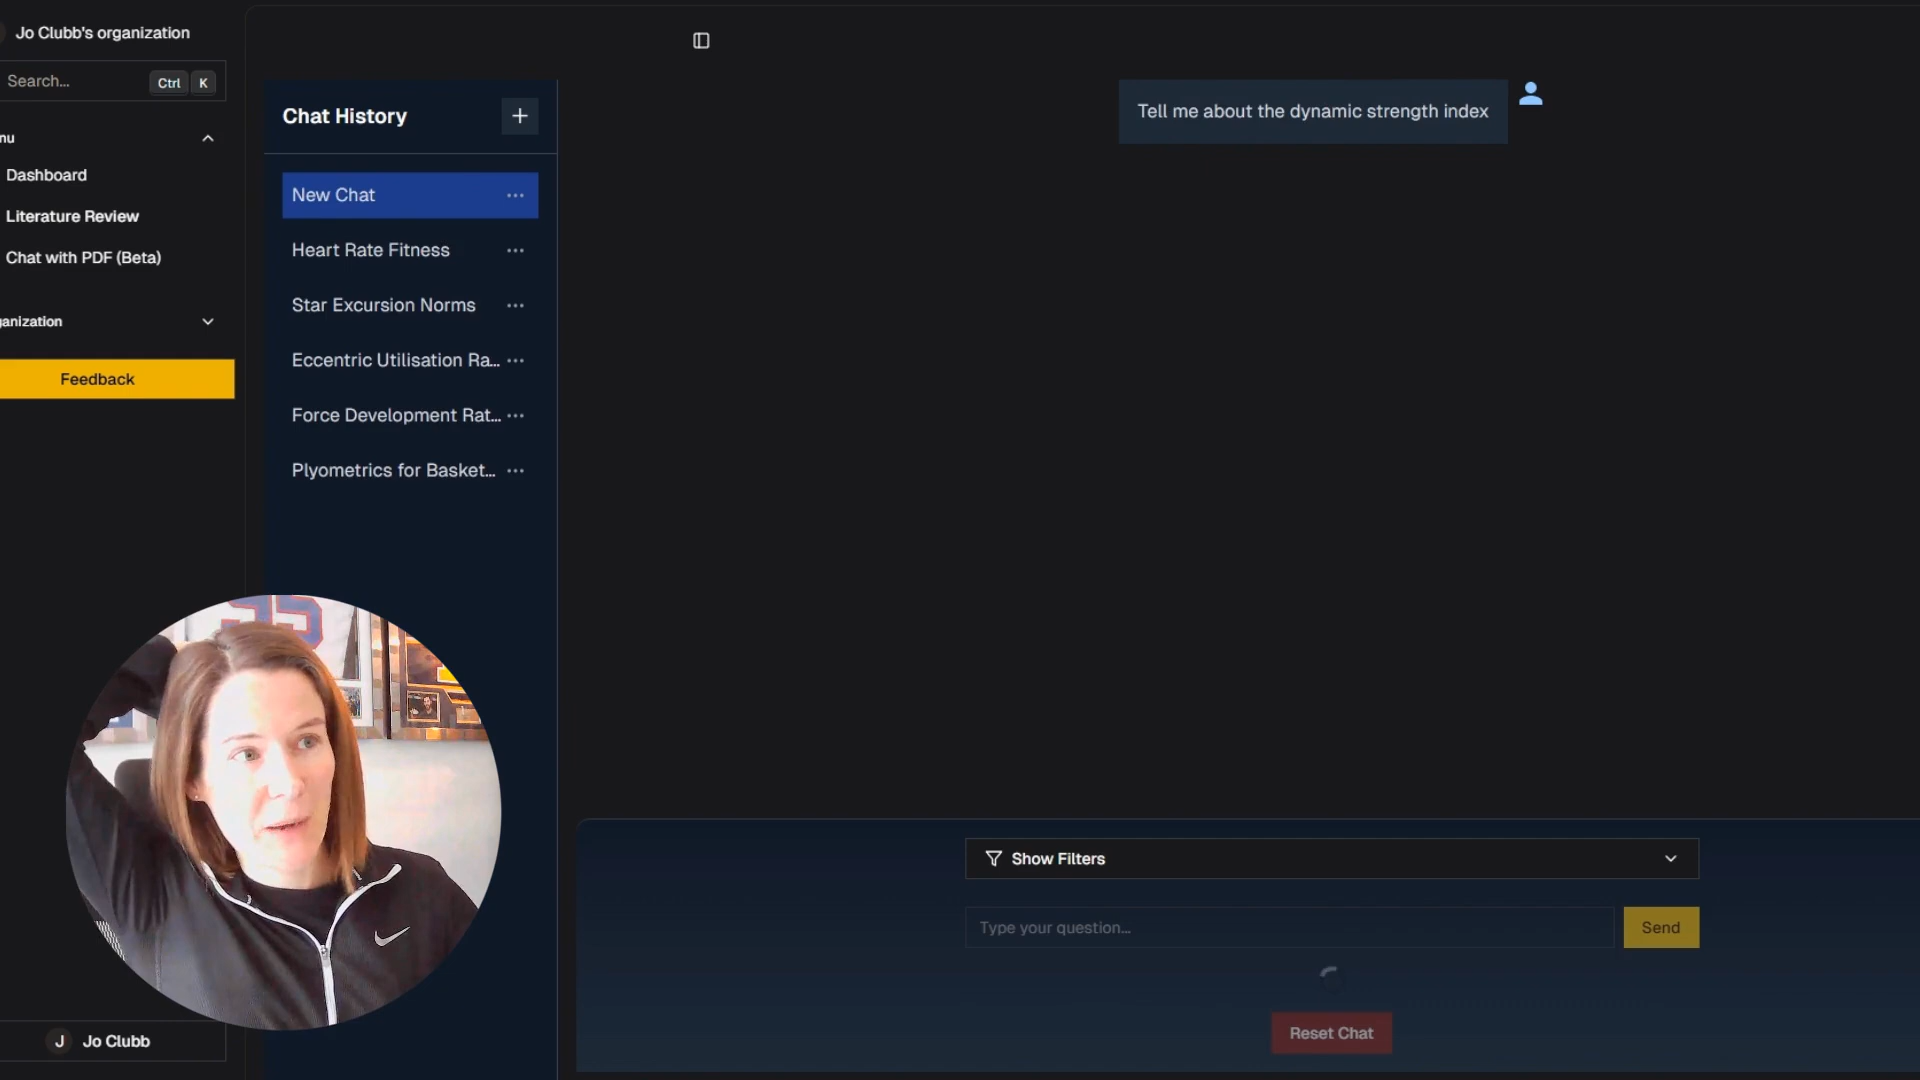 Jo Clubb's organization
Search...
Ctrl
K
nu
Dashboard
Literature Review
Chat with PDF (Beta)
ganization
Feedback
Jo Clubb
J
Chat History
New Chat
Heart Rate Fitness
Star Excursion Norms
Eccentric Utilisation Ra...
Force Development Rat...
Plyometrics for Basket...
Tell me about the dynamic strength index
Show Filters
Type your question...
Send
Reset Chat